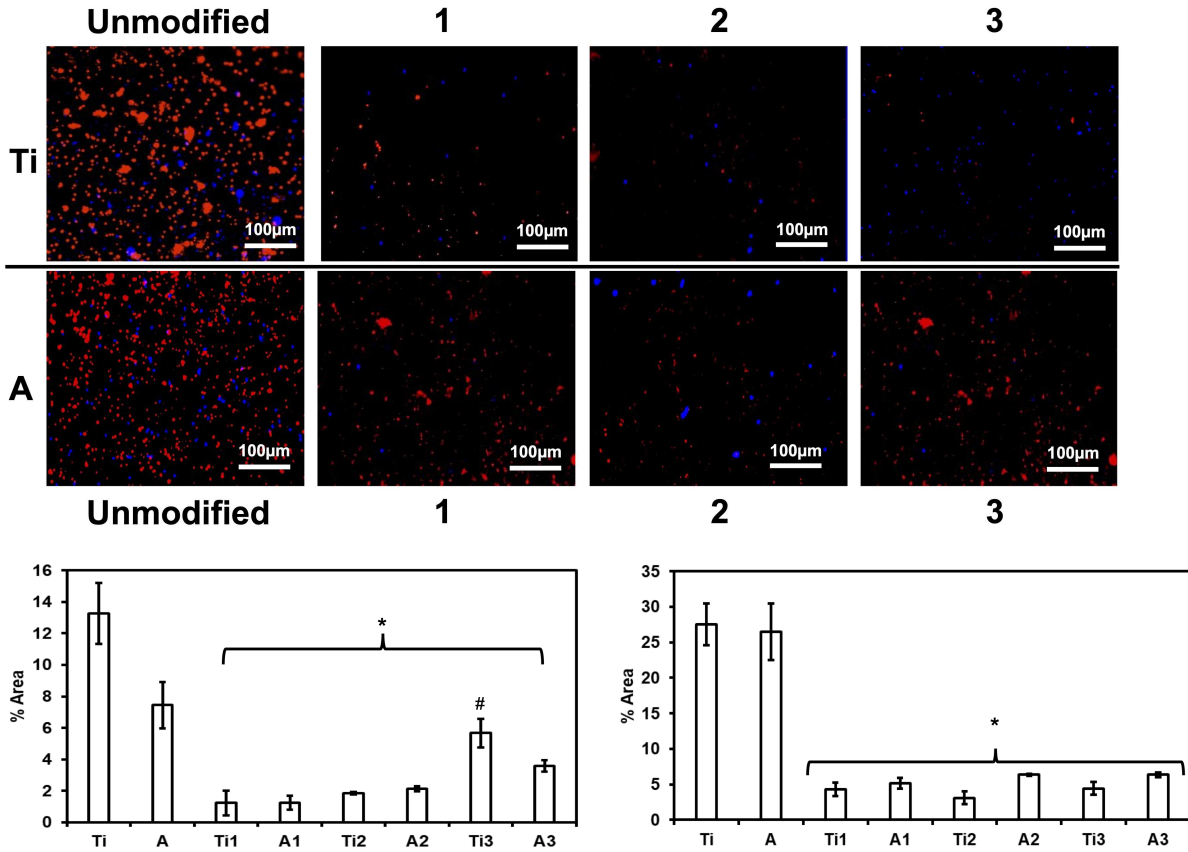 Unmodified 1 2 3
Ti
100µm 100µm 100µm 100µm
A
100µm 100µm 100µm 100µm
Unmodified 1 2 3
% Area
16
14
12
10
8
6
4
2
0
*
#
Ti A Ti1 A1 Ti2 A2 Ti3 A3
% Area
35
30
25
20
15
10
5
0
*
Ti A Ti1 A1 Ti2 A2 Ti3 A3